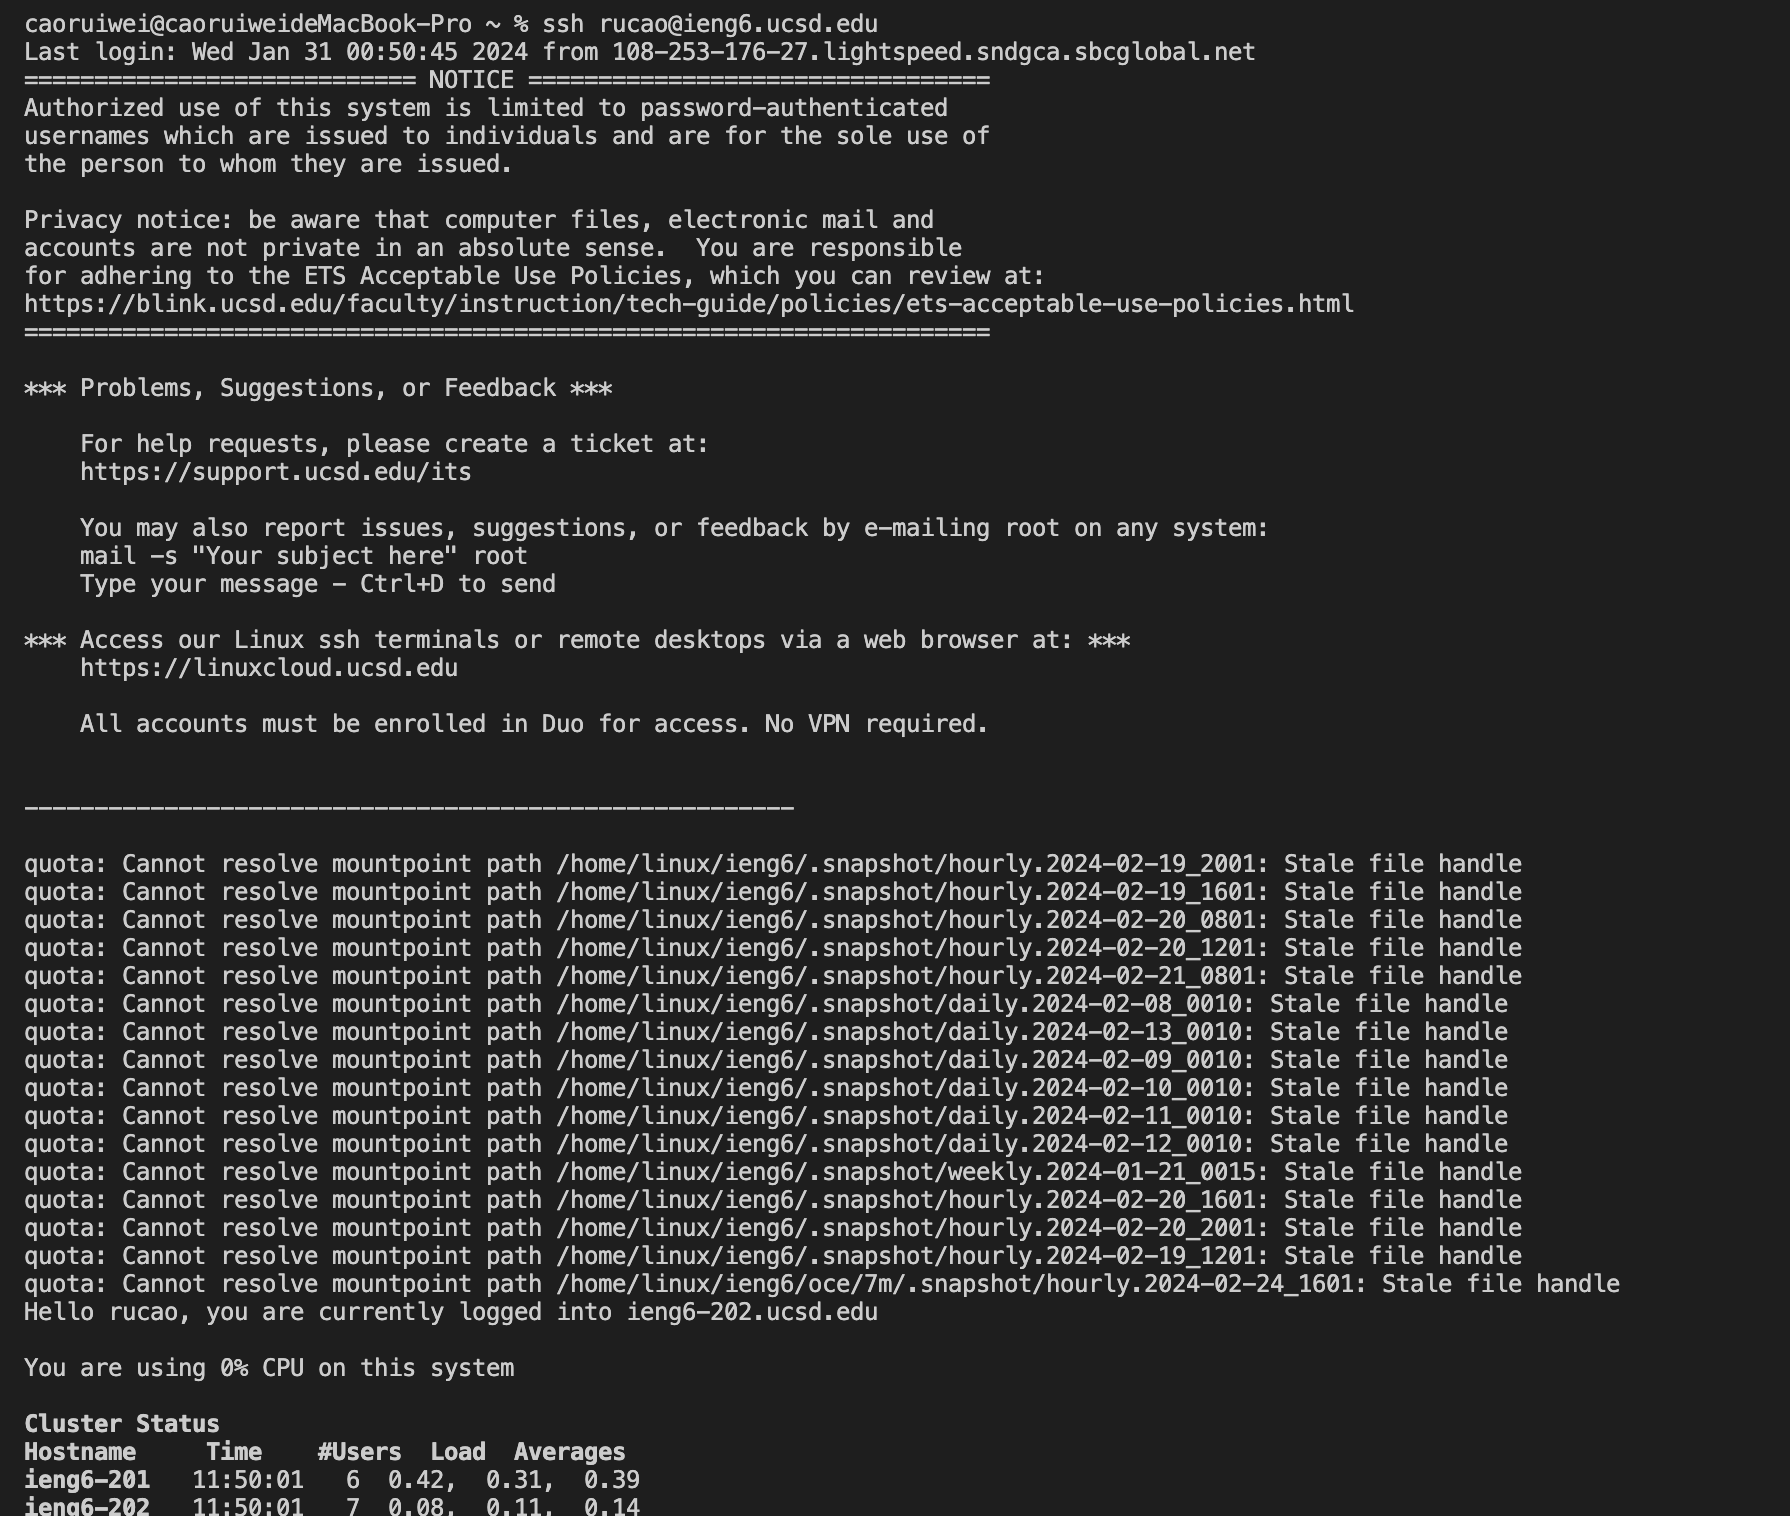 caoruiwei@caoruiweideMacBook-Pro ~ % ssh rucao@ieng6.ucsd.edu
Last login: Wed Jan 31 00:50:45 2024 from 108-253-176-27.lightspeed.sndgca.sbcglobal.net
============================ NOTICE =================================
Authorized use of this system is limited to password-authenticated
usernames which are issued to individuals and are for the sole use of
the person to whom they are issued.

Privacy notice: be aware that computer files, electronic mail and
accounts are not private in an absolute sense.  You are responsible
for adhering to the ETS Acceptable Use Policies, which you can review at:
https://blink.ucsd.edu/faculty/instruction/tech-guide/policies/ets-acceptable-use-policies.html
=====================================================================

*** Problems, Suggestions, or Feedback ***

    For help requests, please create a ticket at:
    https://support.ucsd.edu/its

    You may also report issues, suggestions, or feedback by e-mailing root on any system:
    mail -s "Your subject here" root
    Type your message - Ctrl+D to send

*** Access our Linux ssh terminals or remote desktops via a web browser at: ***
    https://linuxcloud.ucsd.edu

    All accounts must be enrolled in Duo for access. No VPN required.

-------------------------------------------------------

quota: Cannot resolve mountpoint path /home/linux/ieng6/.snapshot/hourly.2024-02-19_2001: Stale file handle
quota: Cannot resolve mountpoint path /home/linux/ieng6/.snapshot/hourly.2024-02-19_1601: Stale file handle
quota: Cannot resolve mountpoint path /home/linux/ieng6/.snapshot/hourly.2024-02-20_0801: Stale file handle
quota: Cannot resolve mountpoint path /home/linux/ieng6/.snapshot/hourly.2024-02-20_1201: Stale file handle
quota: Cannot resolve mountpoint path /home/linux/ieng6/.snapshot/hourly.2024-02-21_0801: Stale file handle
quota: Cannot resolve mountpoint path /home/linux/ieng6/.snapshot/daily.2024-02-08_0010: Stale file handle
quota: Cannot resolve mountpoint path /home/linux/ieng6/.snapshot/daily.2024-02-13_0010: Stale file handle
quota: Cannot resolve mountpoint path /home/linux/ieng6/.snapshot/daily.2024-02-09_0010: Stale file handle
quota: Cannot resolve mountpoint path /home/linux/ieng6/.snapshot/daily.2024-02-10_0010: Stale file handle
quota: Cannot resolve mountpoint path /home/linux/ieng6/.snapshot/daily.2024-02-11_0010: Stale file handle
quota: Cannot resolve mountpoint path /home/linux/ieng6/.snapshot/daily.2024-02-12_0010: Stale file handle
quota: Cannot resolve mountpoint path /home/linux/ieng6/.snapshot/weekly.2024-01-21_0015: Stale file handle
quota: Cannot resolve mountpoint path /home/linux/ieng6/.snapshot/hourly.2024-02-20_1601: Stale file handle
quota: Cannot resolve mountpoint path /home/linux/ieng6/.snapshot/hourly.2024-02-20_2001: Stale file handle
quota: Cannot resolve mountpoint path /home/linux/ieng6/.snapshot/hourly.2024-02-19_1201: Stale file handle
quota: Cannot resolve mountpoint path /home/linux/ieng6/oce/7m/.snapshot/hourly.2024-02-24_1601: Stale file handle
Hello rucao, you are currently logged into ieng6-202.ucsd.edu

You are using 0% CPU on this system

Cluster Status
Hostname     Time    #Users  Load  Averages
ieng6-201   11:50:01   6  0.42,  0.31,  0.39
ieng6-202   11:50:01   7  0.08,  0.11,  0.14